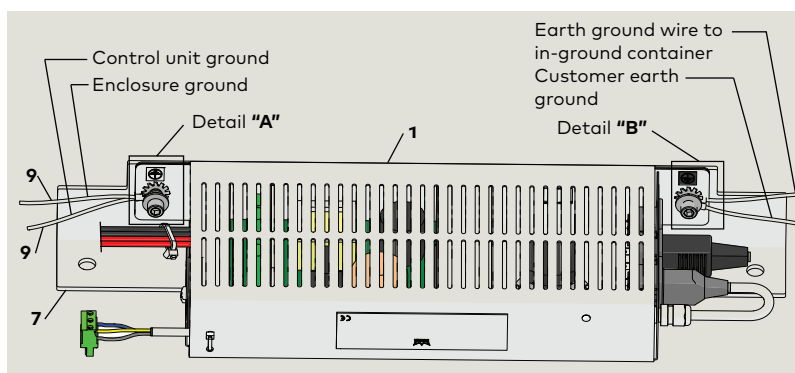 Control unit ground
Enclosure ground
Detail "A"
1
Earth ground wire to
in-ground container
Customer earth
ground
Detail "B"
9
9
7
CE